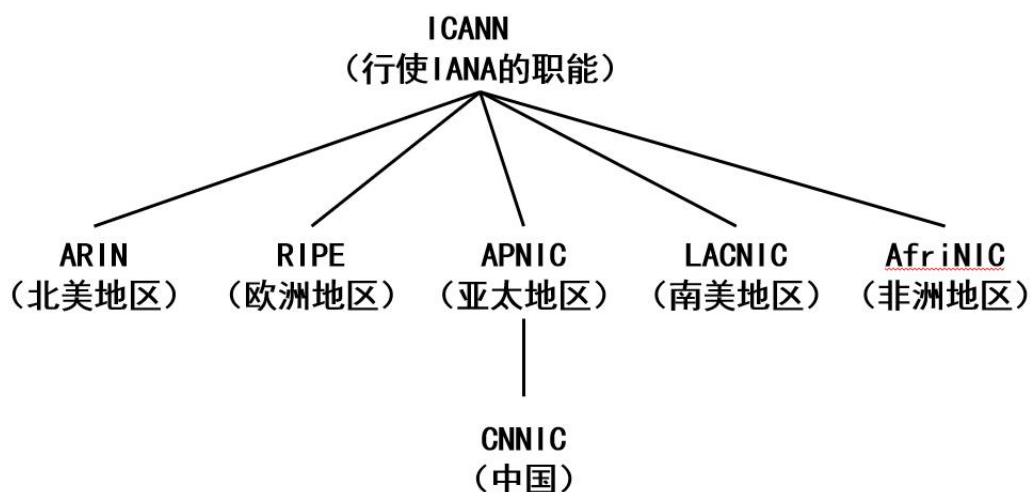 ICANN
（行使IANA的职能）
ARIN
（北美地区）
RIPE
（欧洲地区）
APNIC
（亚太地区）
LACNIC
（南美地区）
AfriNIC
（非洲地区）
CNNIC
（中国）